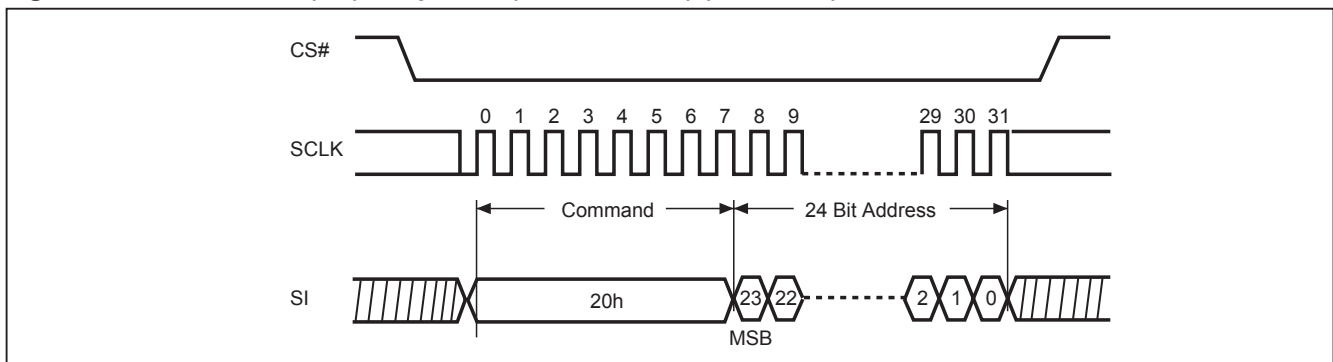 CS#
0 1 2 3 4 5 6 7 8 9 29 30 31
SCLK
Command 24 Bit Address
SI 20h 23 22 2 1 0
MSB